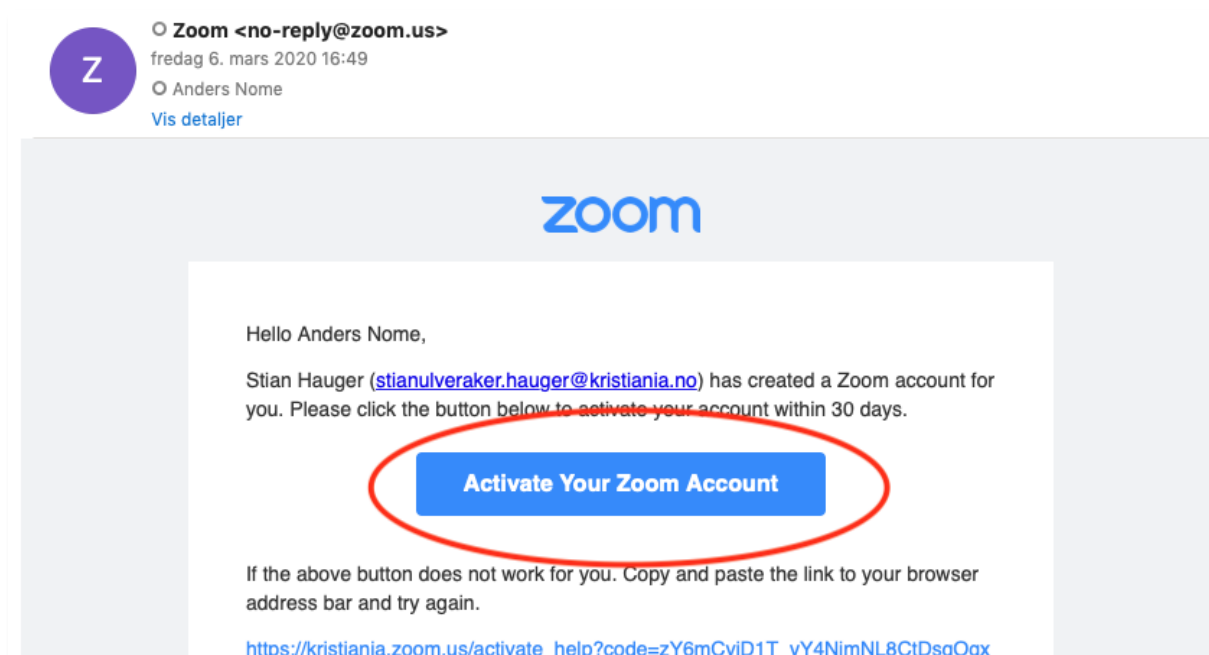 Z
Zoom <no-reply@zoom.us>
fredag 6. mars 2020 16:49
Anders Nome
Vis detaljer
zoom
Hello Anders Nome,
Stian Hauger (stianulveraker.hauger@kristiania.no) has created a Zoom account for
you. Please click the button below to activate your account within 30 days.
Activate Your Zoom Account
If the above button does not work for you. Copy and paste the link to your browser
address bar and try again.